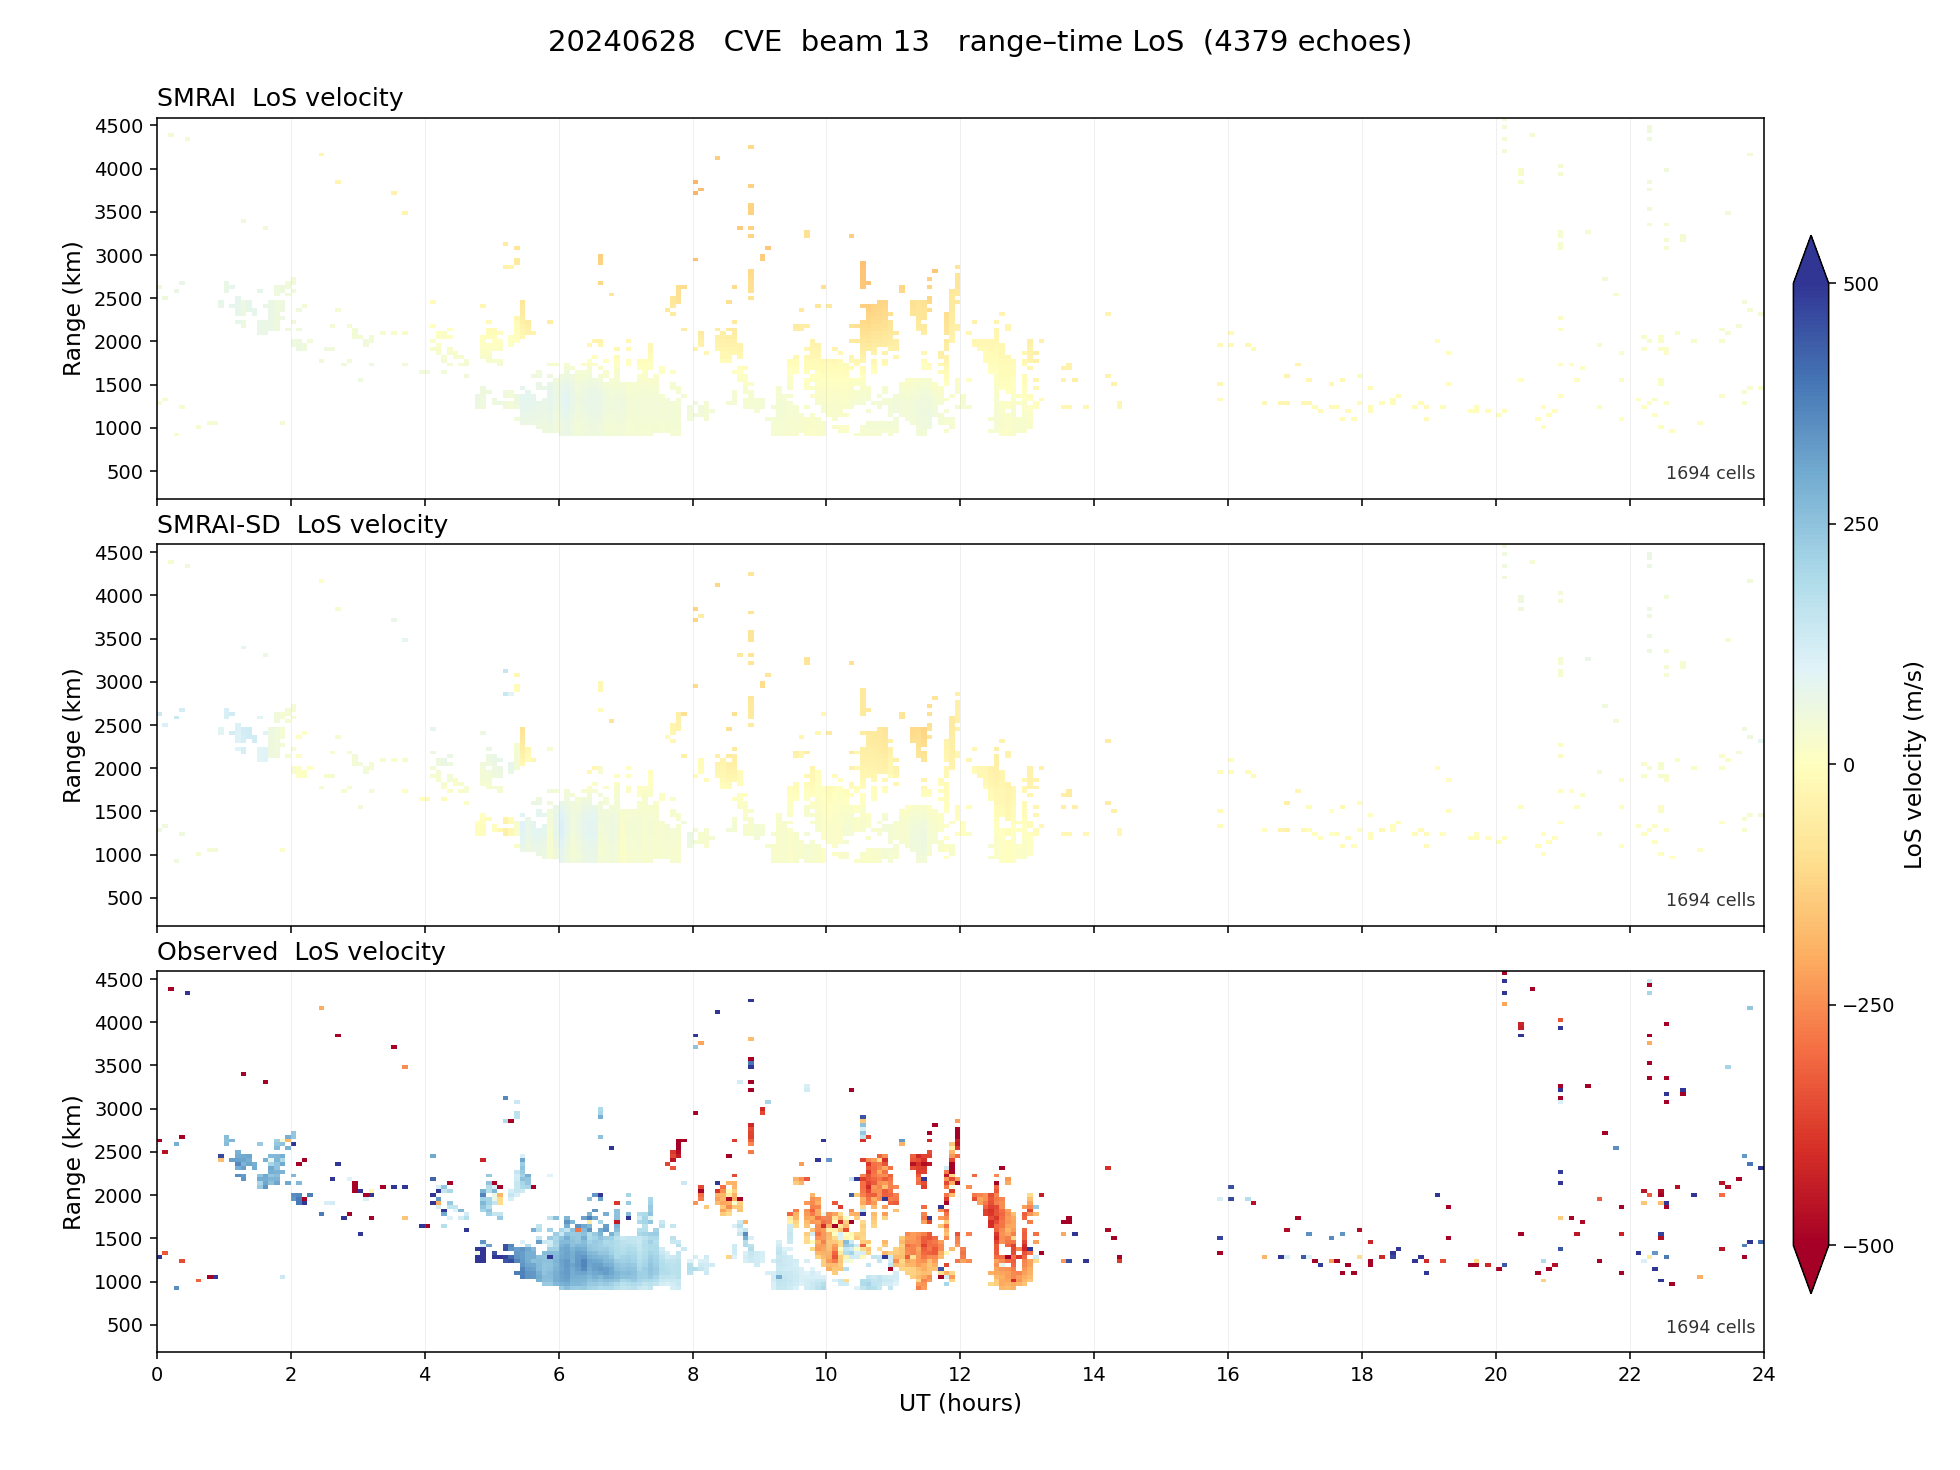 20240628 CVE beam 13 range–time LoS (4379 echoes)
SMRAI LoS velocity
4500
4000
3500
3000
2500
2000
1500
1000
500
Range (km)
1694 cells
SMRAI-SD LoS velocity
4500
4000
3500
3000
2500
2000
1500
1000
500
Range (km)
1694 cells
Observed LoS velocity
4500
4000
3500
3000
2500
2000
1500
1000
500
Range (km)
1694 cells
0 2 4 6 8 10 12 14 16 18 20 22 24
UT (hours)
500
250
0
−250
−500
LoS velocity (m/s)